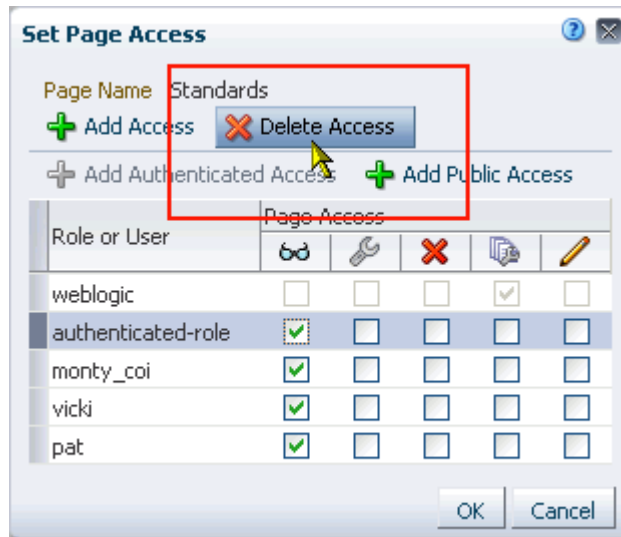 Set Page Access
Page Name Standards
Add Access Delete Access
Add Authenticated Access Add Public Access
Role or User Page Access
weblogic
authenticated-role
monty_coi
vicki
pat
OK Cancel